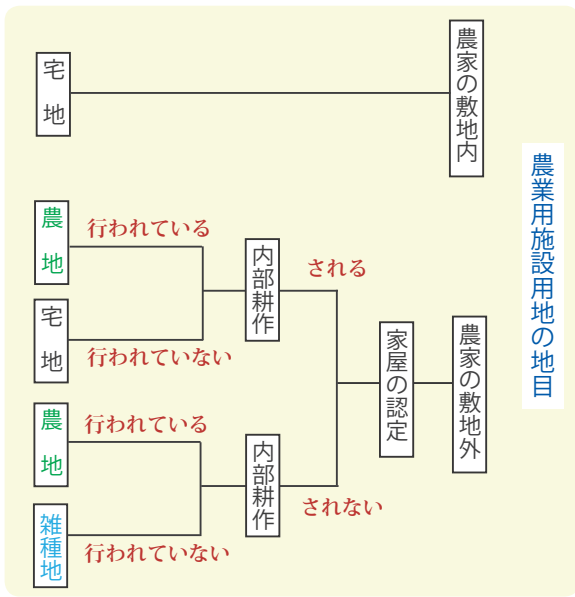 農業用施設用地の地目
農家の敷地内
宅地
農家の敷地外
家屋の認定
される
内部耕作
行われている
農地
行われていない
宅地
されない
内部耕作
行われている
農地
行われていない
雑種地